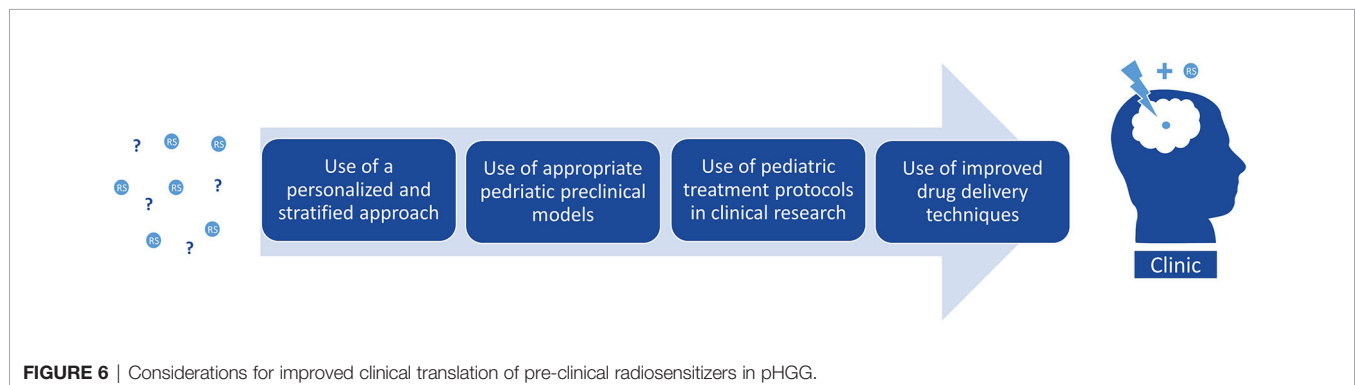 + RS
? RS RS
RS RS ?
?
RS
RS ?
Use of a
personalized and
stratified approach
Use of appropriate
pedriatic preclinical
models
Use of pediatric
treatment protocols
in clinical research
Use of improved
drug delivery
techniques
Clinic
FIGURE 6 | Considerations for improved clinical translation of pre-clinical radiosensitizers in pHGG.